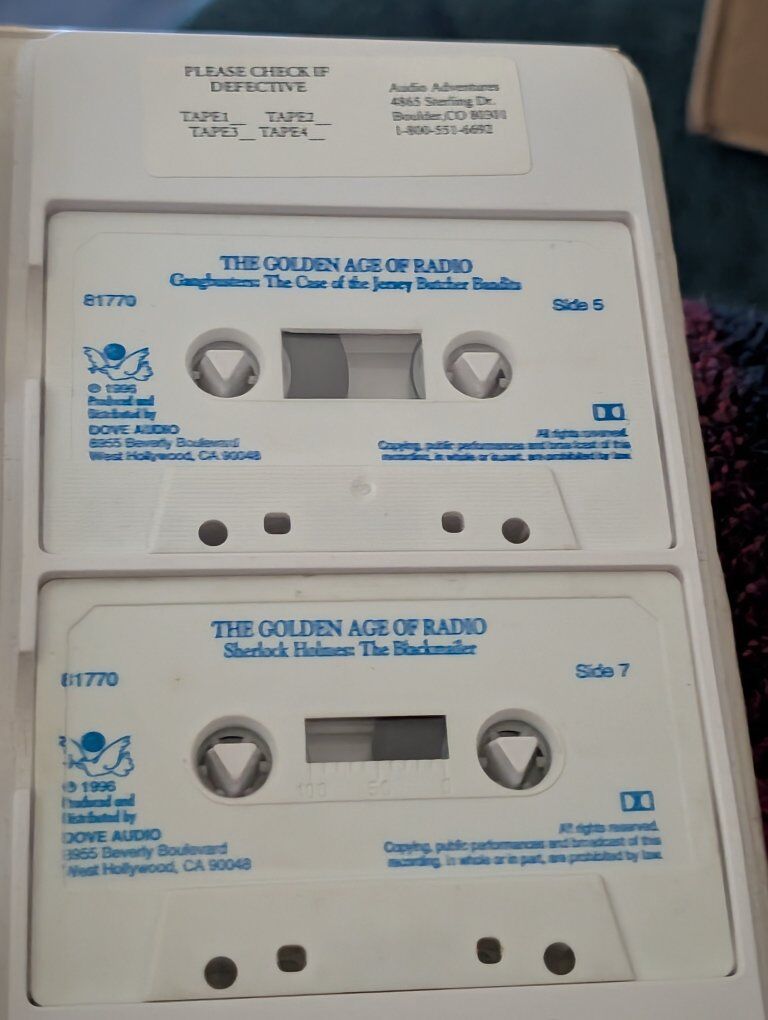 PLEASE CHECK IF
DEFECTIVE
TAPE1__ TAPE2__
TAPE3__ TAPE4__
Audio Adventures
4865 Sterling Dr.
Boulder,CO 80301
1-800-551-6692
THE GOLDEN AGE OF RADIO
Gangbusters: The Case of the Jersey Butcher Bandits
81770
Side 5
© 1996
Produced and
Distributed by
DOVE AUDIO
8955 Beverly Boulevard
West Hollywood, CA 90048
All rights reserved.
Copying, public performances and broadcast of this
recording, in whole or in part, are prohibited by law.
THE GOLDEN AGE OF RADIO
Sherlock Holmes: The Blackmailer
81770
Side 7
100 50 0
© 1996
Produced and
Distributed by
DOVE AUDIO
8955 Beverly Boulevard
West Hollywood, CA 90048
All rights reserved.
Copying, public performances and broadcast of this
recording, in whole or in part, are prohibited by law.